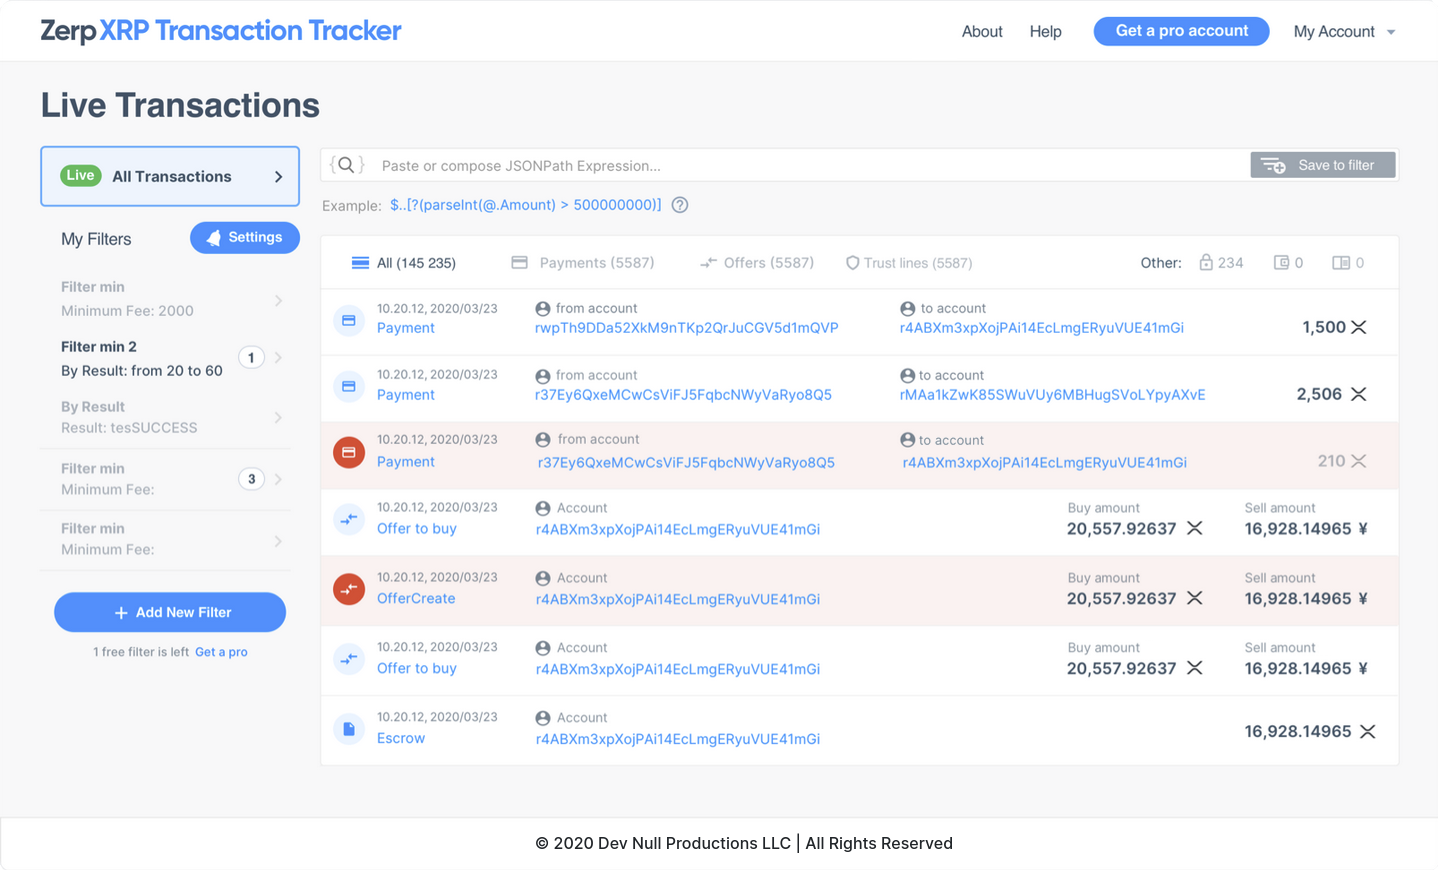 Zerp XRP Transaction Tracker
About Help Get a pro account My Account
Live Transactions
Live All Transactions
My Filters Settings
Filter min
Minimum Fee: 2000
Filter min 2
By Result: from 20 to 60 1
By Result
Result: tesSUCCESS
Filter min
Minimum Fee: 3
Filter min
Minimum Fee:
+ Add New Filter
1 free filter is left Get a pro
{ } Paste or compose JSONPath Expression... Save to filter
Example: $..[?(parseInt(@.Amount) > 500000000)] ?
All (145 235) Payments (5587) Offers (5587) Trust lines (5587) Other: 234 0 0
10.20.12, 2020/03/23 from account to account
Payment rwpTh9DDa52XkM9nTKp2QrJuCGV5d1mQVP r4ABXm3xpXojPAi14EcLmgERyuVUE41mGi 1,500
10.20.12, 2020/03/23 from account to account
Payment r37Ey6QxeMCwCsViFJ5FqbcNWyVaRyo8Q5 rMAa1kZwK85SWuVUy6MBHugSVoLYpyAXvE 2,506
10.20.12, 2020/03/23 from account to account
Payment r37Ey6QxeMCwCsViFJ5FqbcNWyVaRyo8Q5 r4ABXm3xpXojPAi14EcLmgERyuVUE41mGi 210
10.20.12, 2020/03/23 Account Buy amount Sell amount
Offer to buy r4ABXm3xpXojPAi14EcLmgERyuVUE41mGi 20,557.92637 16,928.14965 ¥
10.20.12, 2020/03/23 Account Buy amount Sell amount
OfferCreate r4ABXm3xpXojPAi14EcLmgERyuVUE41mGi 20,557.92637 16,928.14965 ¥
10.20.12, 2020/03/23 Account Buy amount Sell amount
Offer to buy r4ABXm3xpXojPAi14EcLmgERyuVUE41mGi 20,557.92637 16,928.14965 ¥
10.20.12, 2020/03/23 Account
Escrow r4ABXm3xpXojPAi14EcLmgERyuVUE41mGi 16,928.14965
© 2020 Dev Null Productions LLC | All Rights Reserved